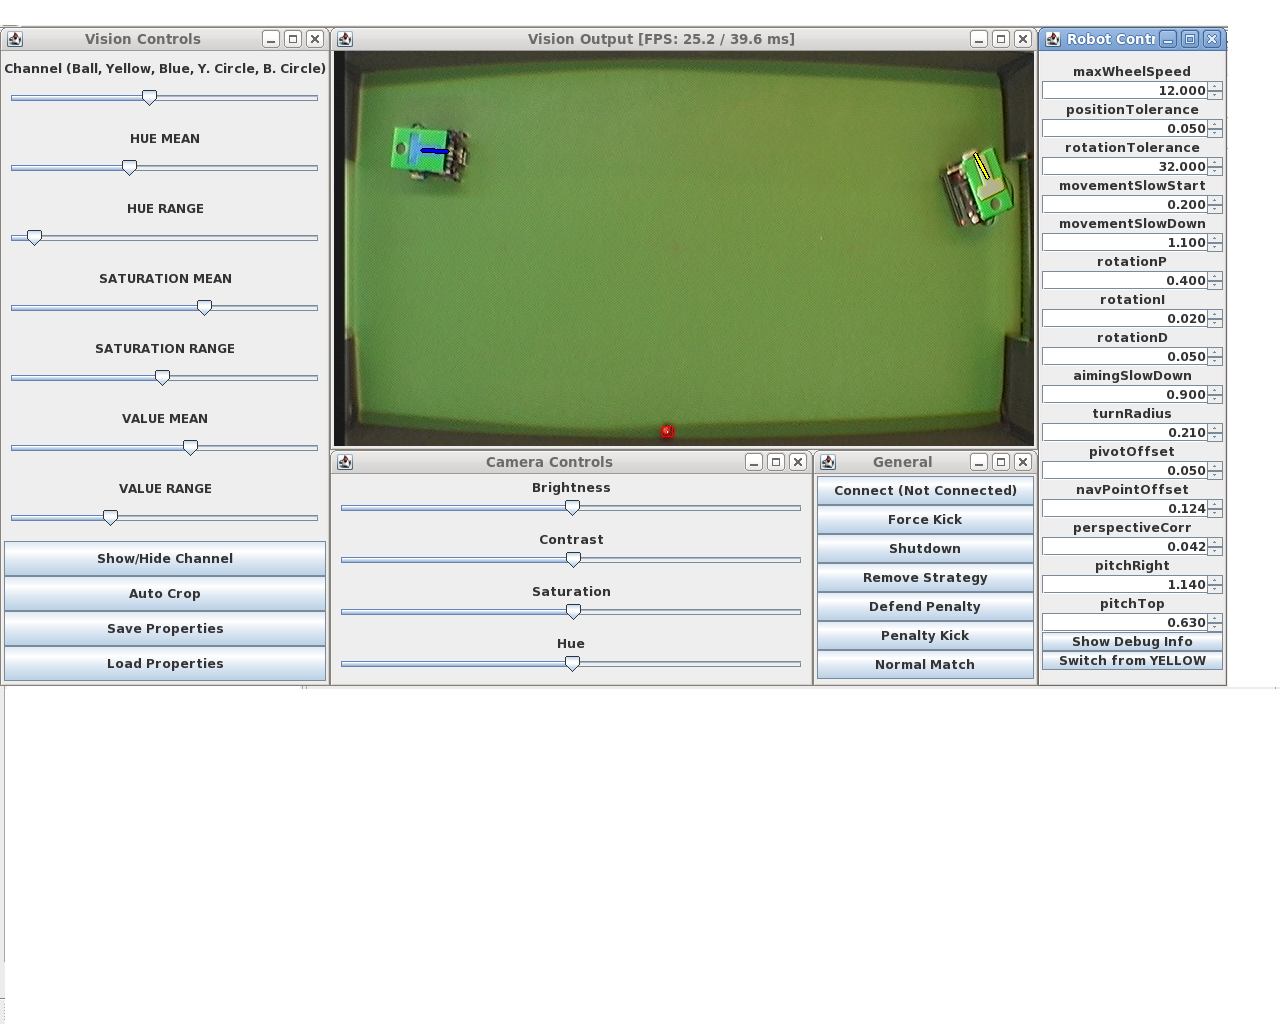 Vision Controls
Channel (Ball, Yellow, Blue, Y. Circle, B. Circle)
HUE MEAN
HUE RANGE
SATURATION MEAN
SATURATION RANGE
VALUE MEAN
VALUE RANGE
Show/Hide Channel
Auto Crop
Save Properties
Load Properties
Vision Output [FPS: 25.2 / 39.6 ms]
Camera Controls
Brightness
Contrast
Saturation
Hue
General
Connect (Not Connected)
Force Kick
Shutdown
Remove Strategy
Defend Penalty
Penalty Kick
Normal Match
Robot Contr
maxWheelSpeed
12.000
positionTolerance
0.050
rotationTolerance
32.000
movementSlowStart
0.200
movementSlowDown
1.100
rotationP
0.400
rotationI
0.020
rotationD
0.050
aimingSlowDown
0.900
turnRadius
0.210
pivotOffset
0.050
navPointOffset
0.124
perspectiveCorr
0.042
pitchRight
1.140
pitchTop
0.630
Show Debug Info
Switch from YELLOW